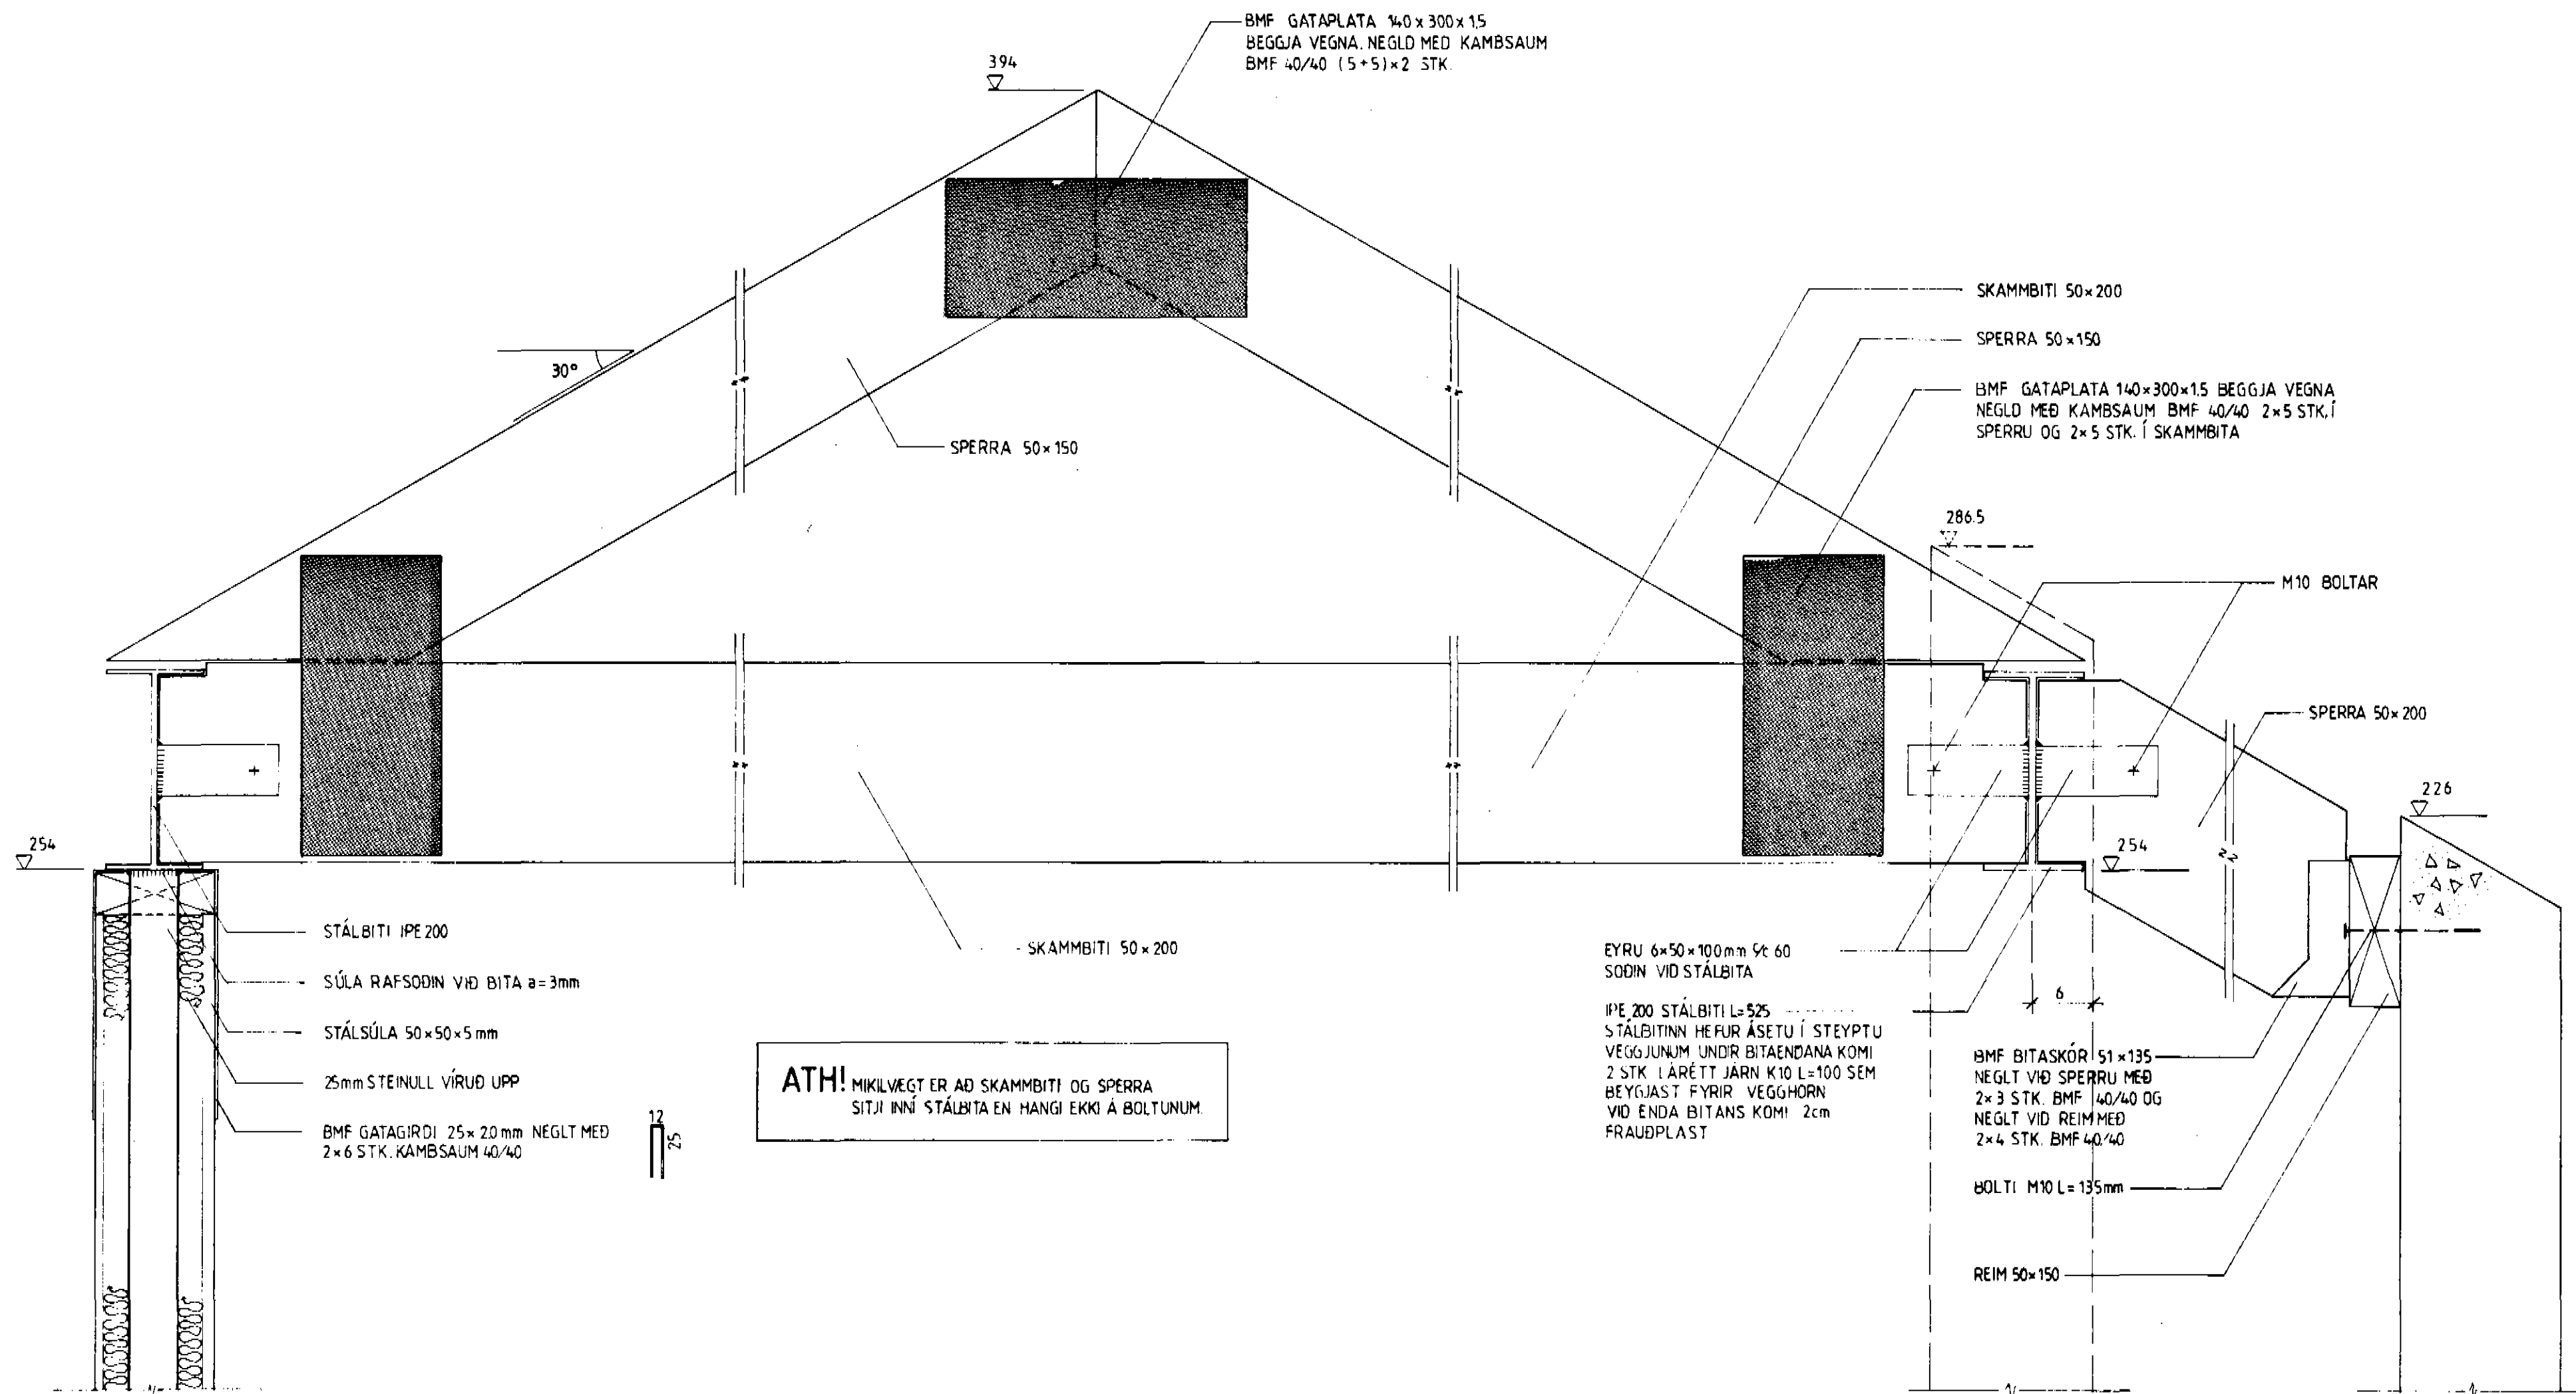 BMF GATAPLATA 140×300×1.5
BEGGJA VEGNA. NEGLD MED KAMBSAUM
BMF 40/40 (5+5)×2 STK.
394
30°
SPERRA 50×150
SKAMMBITI 50×200
SPERRA 50×150
BMF GATAPLATA 140×300×1.5 BEGGJA VEGNA
NEGLD MEÐ KAMBSAUM BMF 40/40 2×5 STK. Í
SPERRU OG 2×5 STK. Í SKAMMBITA
286.5
M10 BOLTAR
SPERRA 50×200
226
254
254
STÁLBITI IPE 200
SÚLA RAFSOÐIN VIÐ BITA a=3mm
STÁLSÚLA 50×50×5 mm
25mm STEINULL VÍRUÐ UPP
BMF GATAGIRDI 25×2.0 mm NEGLT MEÐ
2×6 STK. KAMBSAUM 40/40
12
25
SKAMMBITI 50×200
ATH! MIKILVÆGT ER AÐ SKAMMBITI OG SPERRA
SITJI INNÍ STÁLBITA EN HANGI EKKI Á BOLTUNUM.
EYRU 6×50×100mm c/c 60
SOÐIN VIÐ STÁLBITA
IPE 200 STÁLBITI L=525
STÁLBITINN HEFUR ÁSETU Í STEYPTU
VEGGJUNUM UNDIR BITAENDANA KOMI
2 STK LÁRÉTT JÁRN K10 L=100 SEM
BEYGJAST FYRIR VEGGHORN
VIÐ ENDA BITANS KOMI 2cm
FRAUÐPLAST
6
BMF BITASKÓR 51×135
NEGLT VIÐ SPERRU MEÐ
2×3 STK. BMF 40/40 OG
NEGLT VIÐ REIM MEÐ
2×4 STK. BMF 40/40
BOLTI M10 L=135mm
REIM 50×150